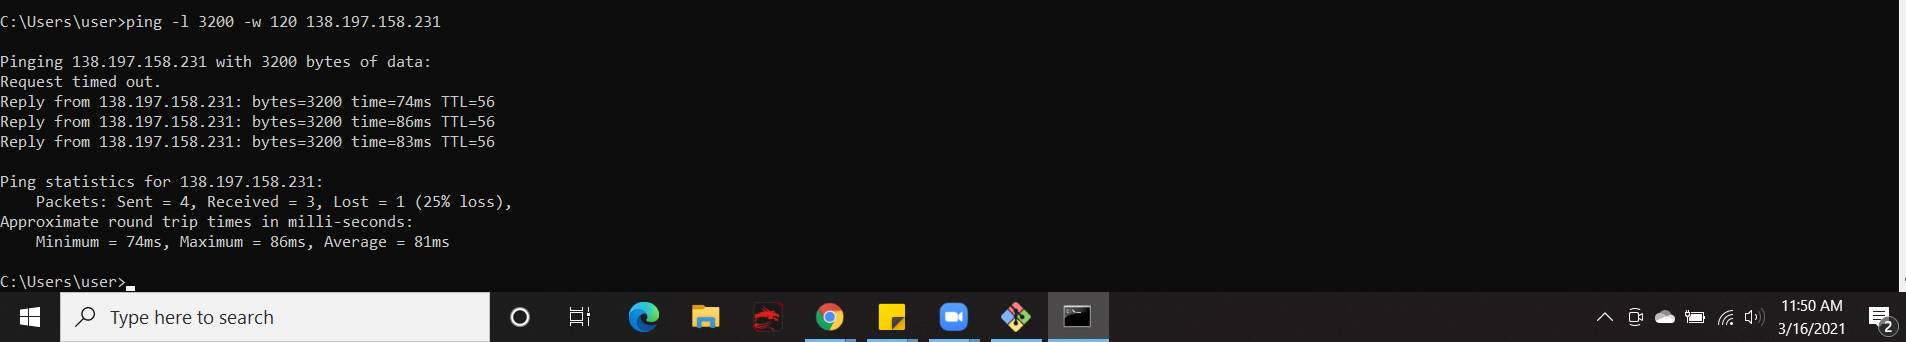 C:\Users\user>ping -l 3200 -w 120 138.197.158.231
Pinging 138.197.158.231 with 3200 bytes of data:
Request timed out.
Reply from 138.197.158.231: bytes=3200 time=74ms TTL=56
Reply from 138.197.158.231: bytes=3200 time=86ms TTL=56
Reply from 138.197.158.231: bytes=3200 time=83ms TTL=56
Ping statistics for 138.197.158.231:
    Packets: Sent = 4, Received = 3, Lost = 1 (25% loss),
Approximate round trip times in milli-seconds:
    Minimum = 74ms, Maximum = 86ms, Average = 81ms
C:\Users\user>
Type here to search
11:50 AM
3/16/2021
2